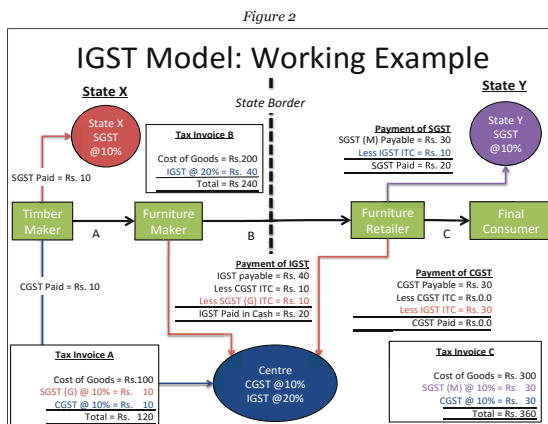 Figure 2
IGST Model: Working Example
State X
State Y
State Border
State X
SGST
@10%
State Y
SGST
@10%
Tax Invoice B
Cost of Goods = Rs.200
IGST @ 20% = Rs. 40
Total = Rs 240
Payment of SGST
SGST (M) Payable = Rs. 30
Less IGST ITC = Rs. 10
SGST Paid = Rs. 20
SGST Paid = Rs. 10
Timber
Maker
A
Furniture
Maker
B
Furniture
Retailer
C
Final
Consumer
CGST Paid = Rs. 10
Payment of IGST
IGST payable = Rs. 40
Less CGST ITC = Rs. 10
Less SGST (G) ITC = Rs. 10
IGST Paid in Cash = Rs. 20
Payment of CGST
CGST Payable = Rs. 30
Less CGST ITC = Rs.0.0
Less IGST ITC = Rs. 30
CGST Paid = Rs.0.0
Tax Invoice A
Cost of Goods = Rs.100
SGST (G) @ 10% = Rs. 10
CGST @ 10% = Rs. 10
Total = Rs. 120
Centre
CGST @10%
IGST @20%
Tax Invoice C
Cost of Goods = Rs. 300
SGST (M) @ 10% = Rs. 30
CGST @ 10% = Rs. 30
Total = Rs. 360